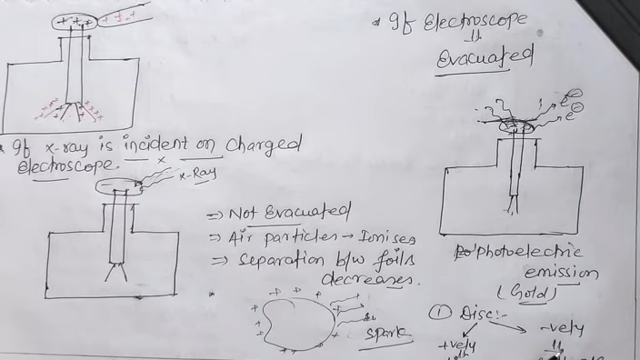 + + +
+ + +
* If Electroscope
Evacuated
e⊖
e⊖
* If x-ray is incident on charged
electroscope.
x-Ray
⇒ Not Evacuated
⇒ Air particles → Ionises
⇒ Separation b/w foils
decreases.
photoelectric
emission
(Gold)
① Disc:-
+vely
-vely
spark